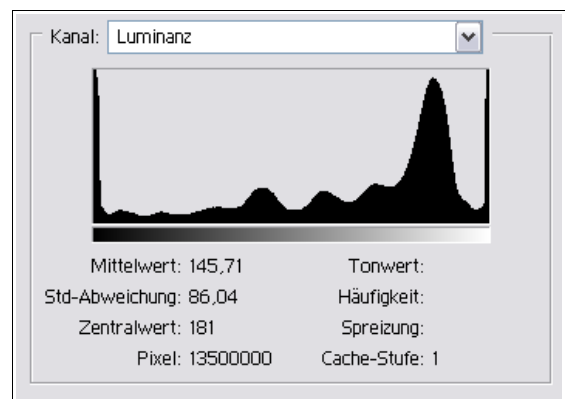 Kanal: Luminanz
Mittelwert: 145,71 Tonwert:
Std-Abweichung: 86,04 Häufigkeit:
Zentralwert: 181 Spreizung:
Pixel: 13500000 Cache-Stufe: 1